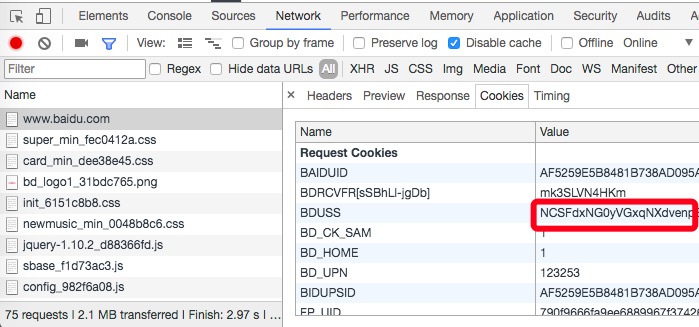 Elements Console Sources Network Performance Memory Application Security Audits
View: Group by frame Preserve log Disable cache Offline Online
Filter Regex Hide data URLs All XHR JS CSS Img Media Font Doc WS Manifest Other
Name
www.baidu.com
super_min_fec0412a.css
card_min_dee38e45.css
bd_logo1_31bdc765.png
init_6151c8b8.css
newmusic_min_0048b8c6.css
jquery-1.10.2_d88366fd.js
sbase_f1d73ac3.js
config_982f6a08.js
75 requests | 2.1 MB transferred | Finish: 2.97 s | ...
× Headers Preview Response Cookies Timing
Name Value
Request Cookies
BAIDUID AF5259E5B8481B738AD095A
BDRCVFR[sSBhLl-jgDb] mk3SLVN4HKm
BDUSS NCSFdxNG0yVGxqNXdvenp
BD_CK_SAM 1
BD_HOME 1
BD_UPN 123253
BIDUPSID AF5259E5B8481B738AD095A
FP_UID 790f9666fa9ee6889967f37426